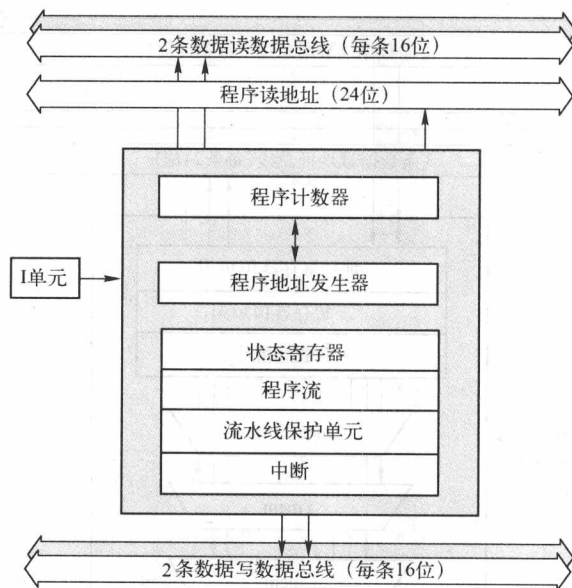 2条数据读数据总线（每条16位）
程序读地址（24位）
程序计数器
I单元
程序地址发生器
状态寄存器
程序流
流水线保护单元
中断
2条数据写数据总线（每条16位）